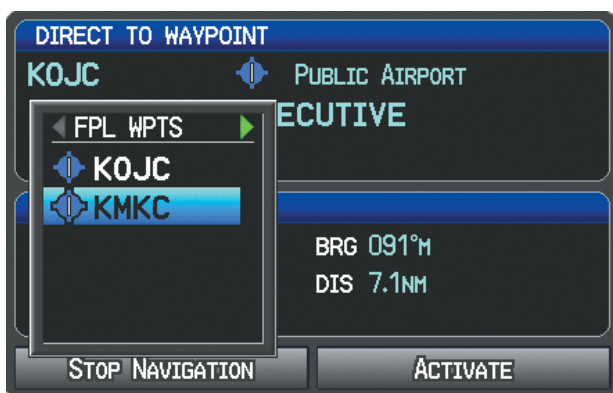 DIRECT TO WAYPOINT
KOJC PUBLIC AIRPORT
ECUTIVE
FPL WPTS
KOJC
KMKC
BRG 091°M
DIS 7.1NM
STOP NAVIGATION
ACTIVATE